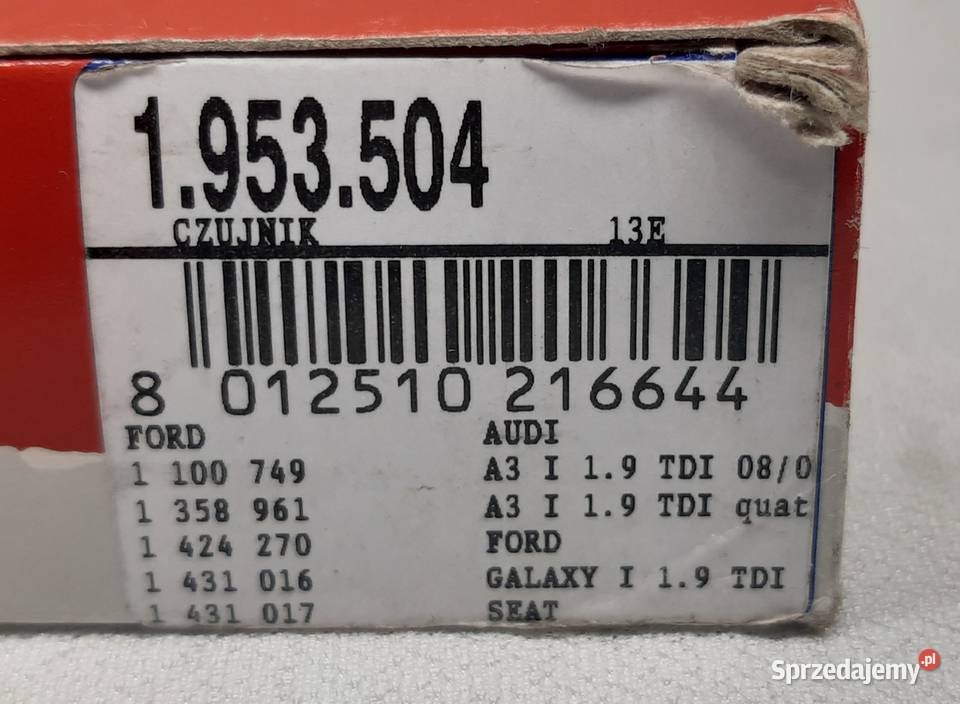 1.953.504
CZUJNIK 13E
8 012510 216644
FORD
1 100 749
1 358 961
1 424 270
1 431 016
1 431 017
AUDI
A3 I 1.9 TDI 08/0
A3 I 1.9 TDI quat
FORD
GALAXY I 1.9 TDI
SEAT
Sprzedajemy.pl